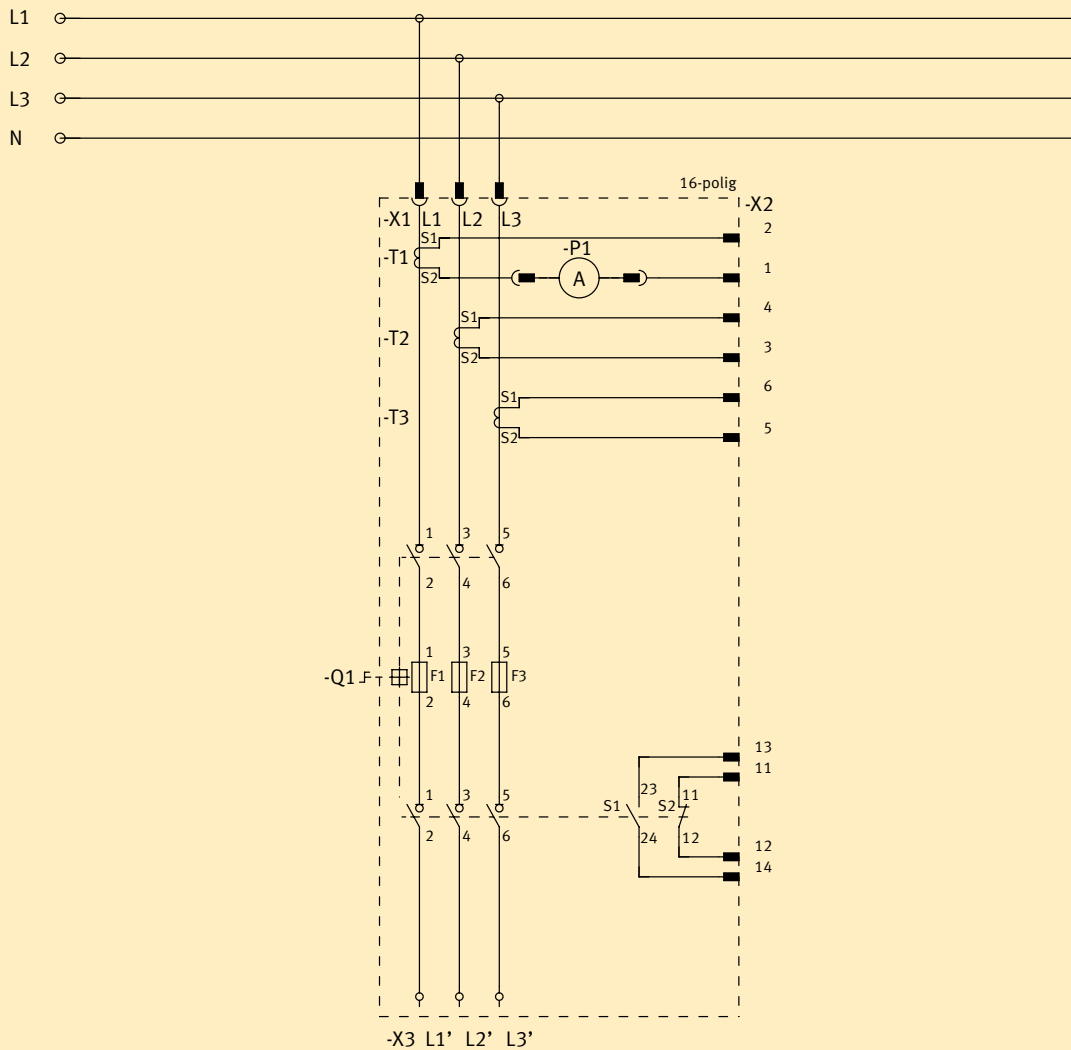 L1
L2
L3
N
16-polig
-X1 L1 L2 L3
-X2
2
S1
-P1
-T1
A
1
S2
4
S1
-T2
3
S2
6
S1
-T3
5
S2
1 3 5
2 4 6
1 3 5
-Q1 F1 F2 F3
2 4 6
13
11
23
1 3 5 11
S1 S2
2 4 6 24 12
12
14
-X3 L1’ L2’ L3’